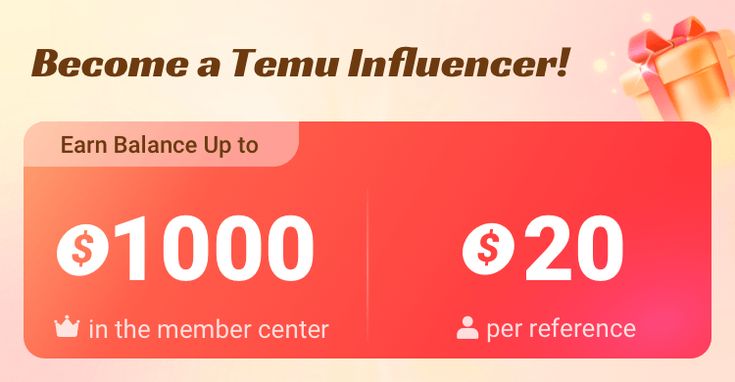 Become a Temu Influencer!
Earn Balance Up to
$1000
in the member center
$20
per reference